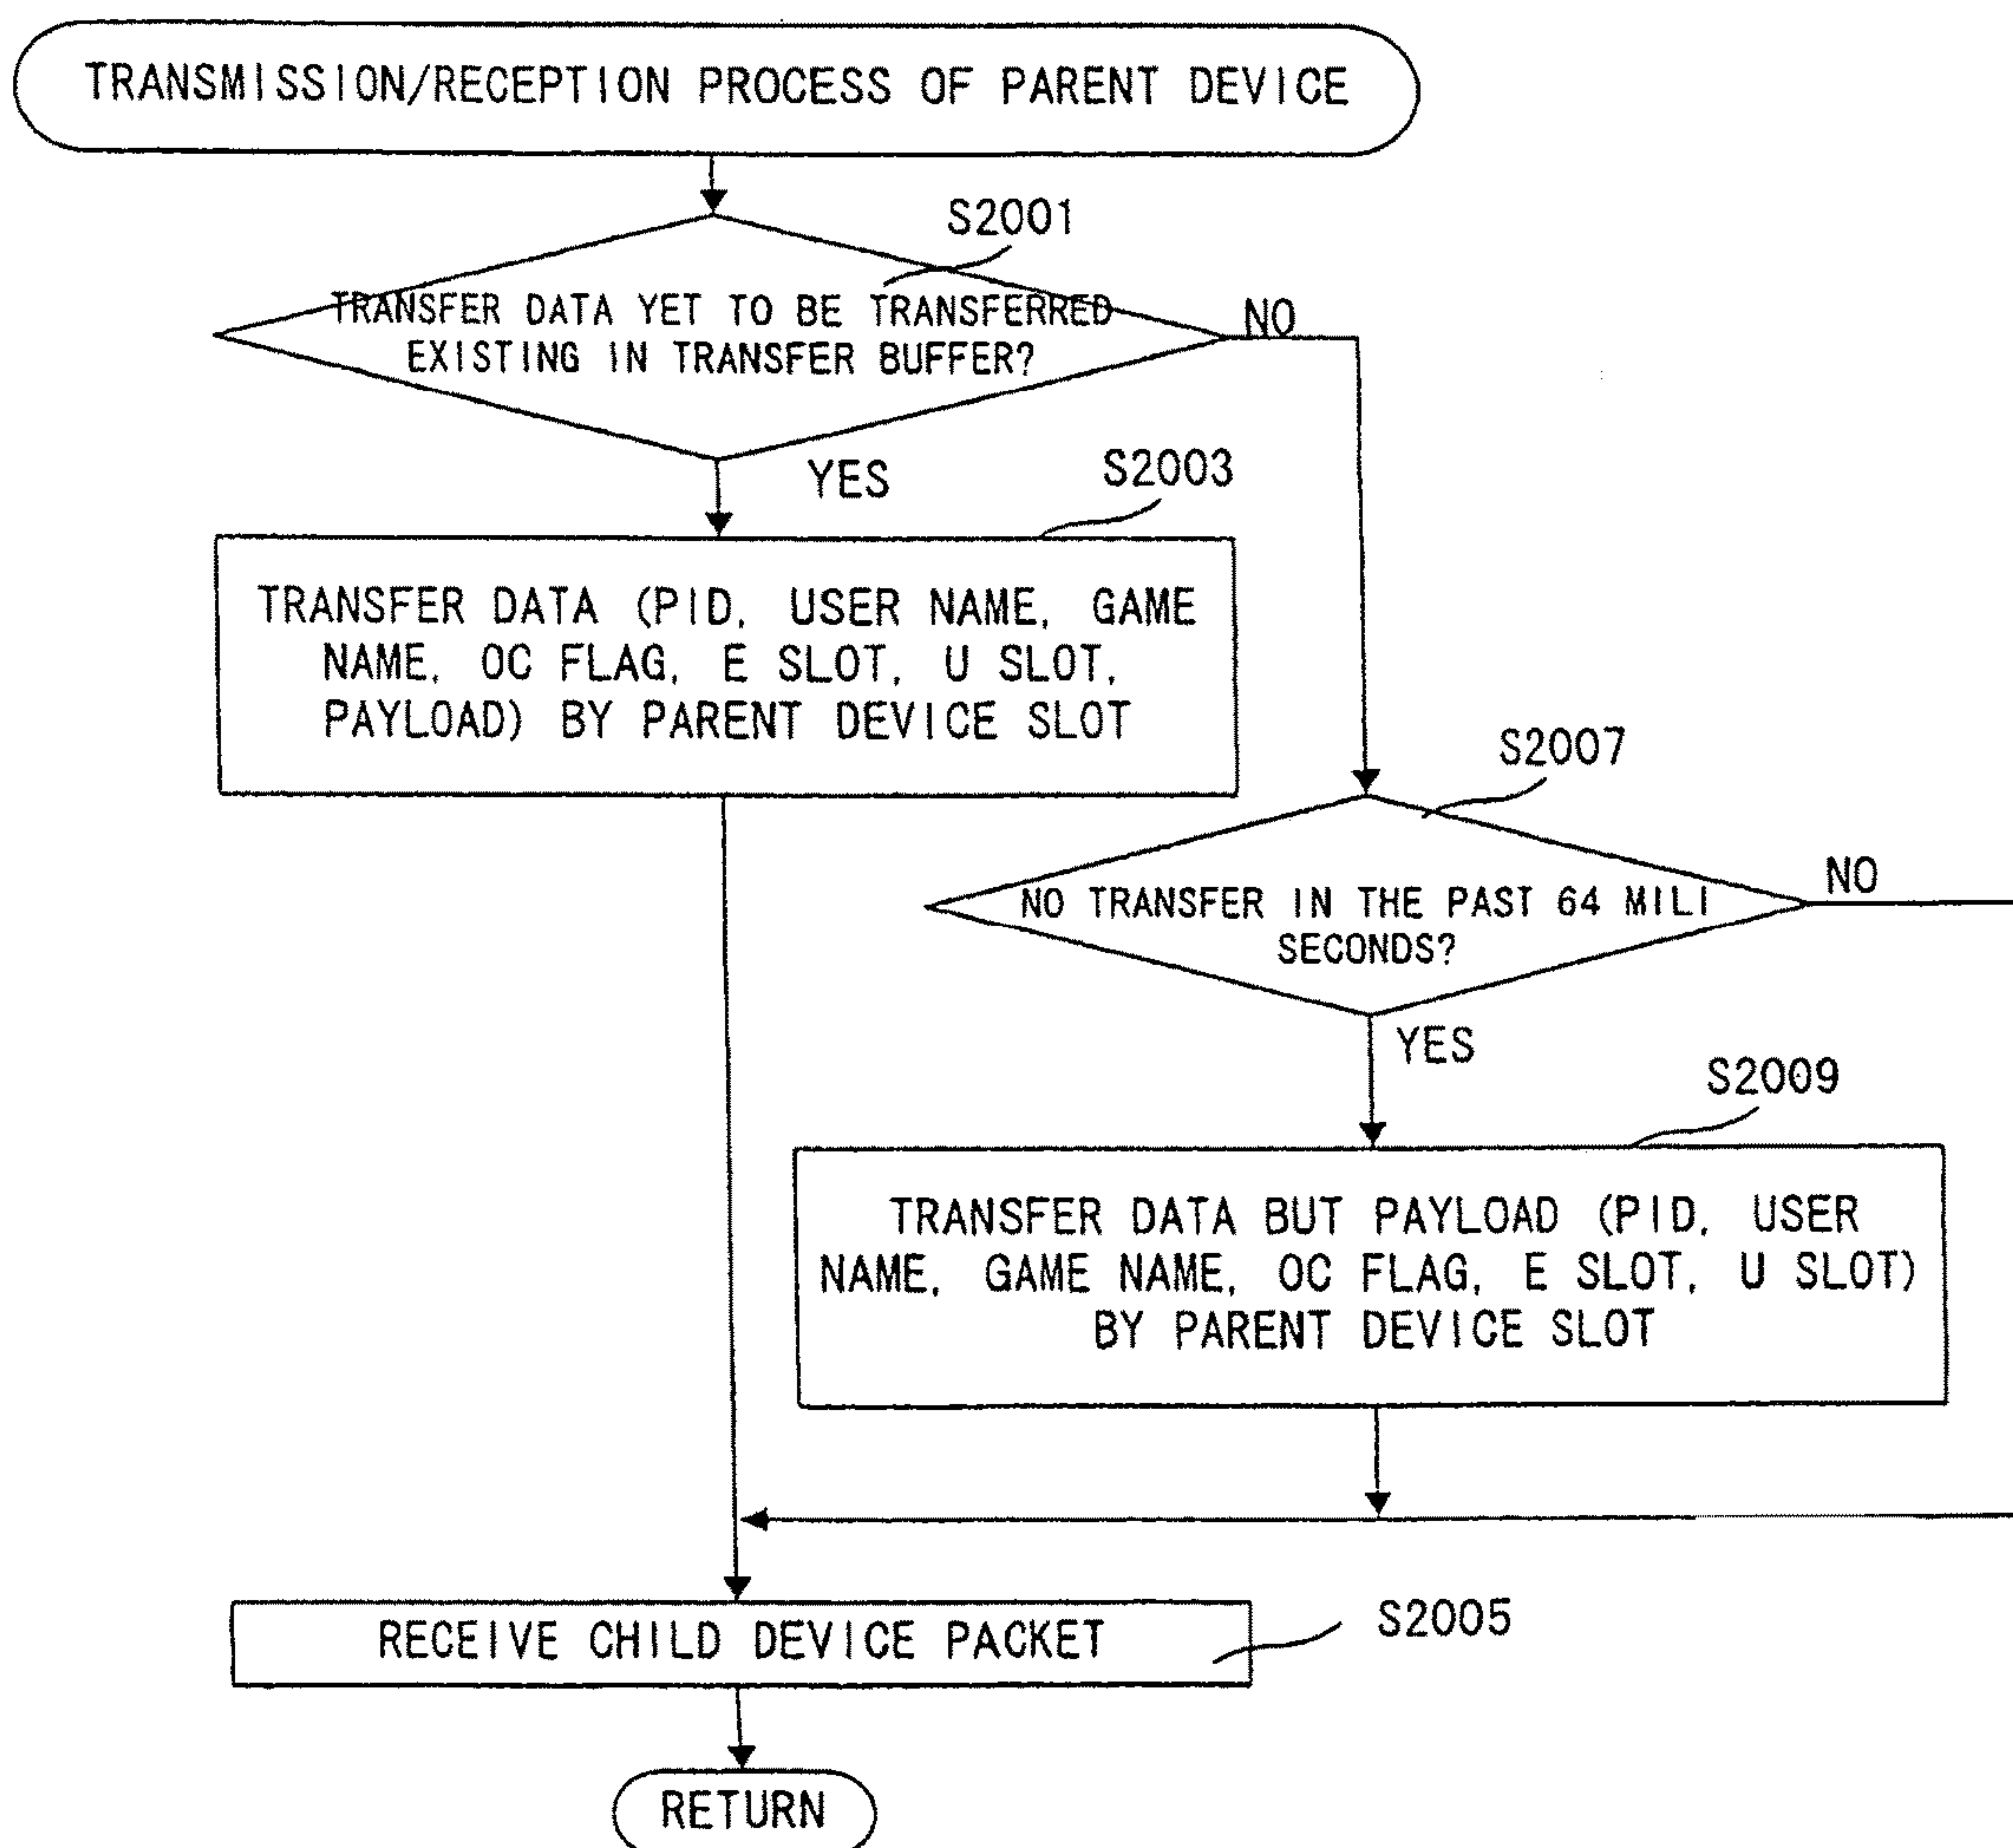 TRANSMISSION/RECEPTION PROCESS OF PARENT DEVICE
S2001
TRANSFER DATA YET TO BE TRANSFERRED
EXISTING IN TRANSFER BUFFER?
NO
YES
S2003
TRANSFER DATA (PID, USER NAME, GAME
NAME, OC FLAG, E SLOT, U SLOT,
PAYLOAD) BY PARENT DEVICE SLOT
S2007
NO TRANSFER IN THE PAST 64 MILI
SECONDS?
NO
YES
S2009
TRANSFER DATA BUT PAYLOAD (PID, USER
NAME, GAME NAME, OC FLAG, E SLOT, U SLOT)
BY PARENT DEVICE SLOT
RECEIVE CHILD DEVICE PACKET
S2005
RETURN